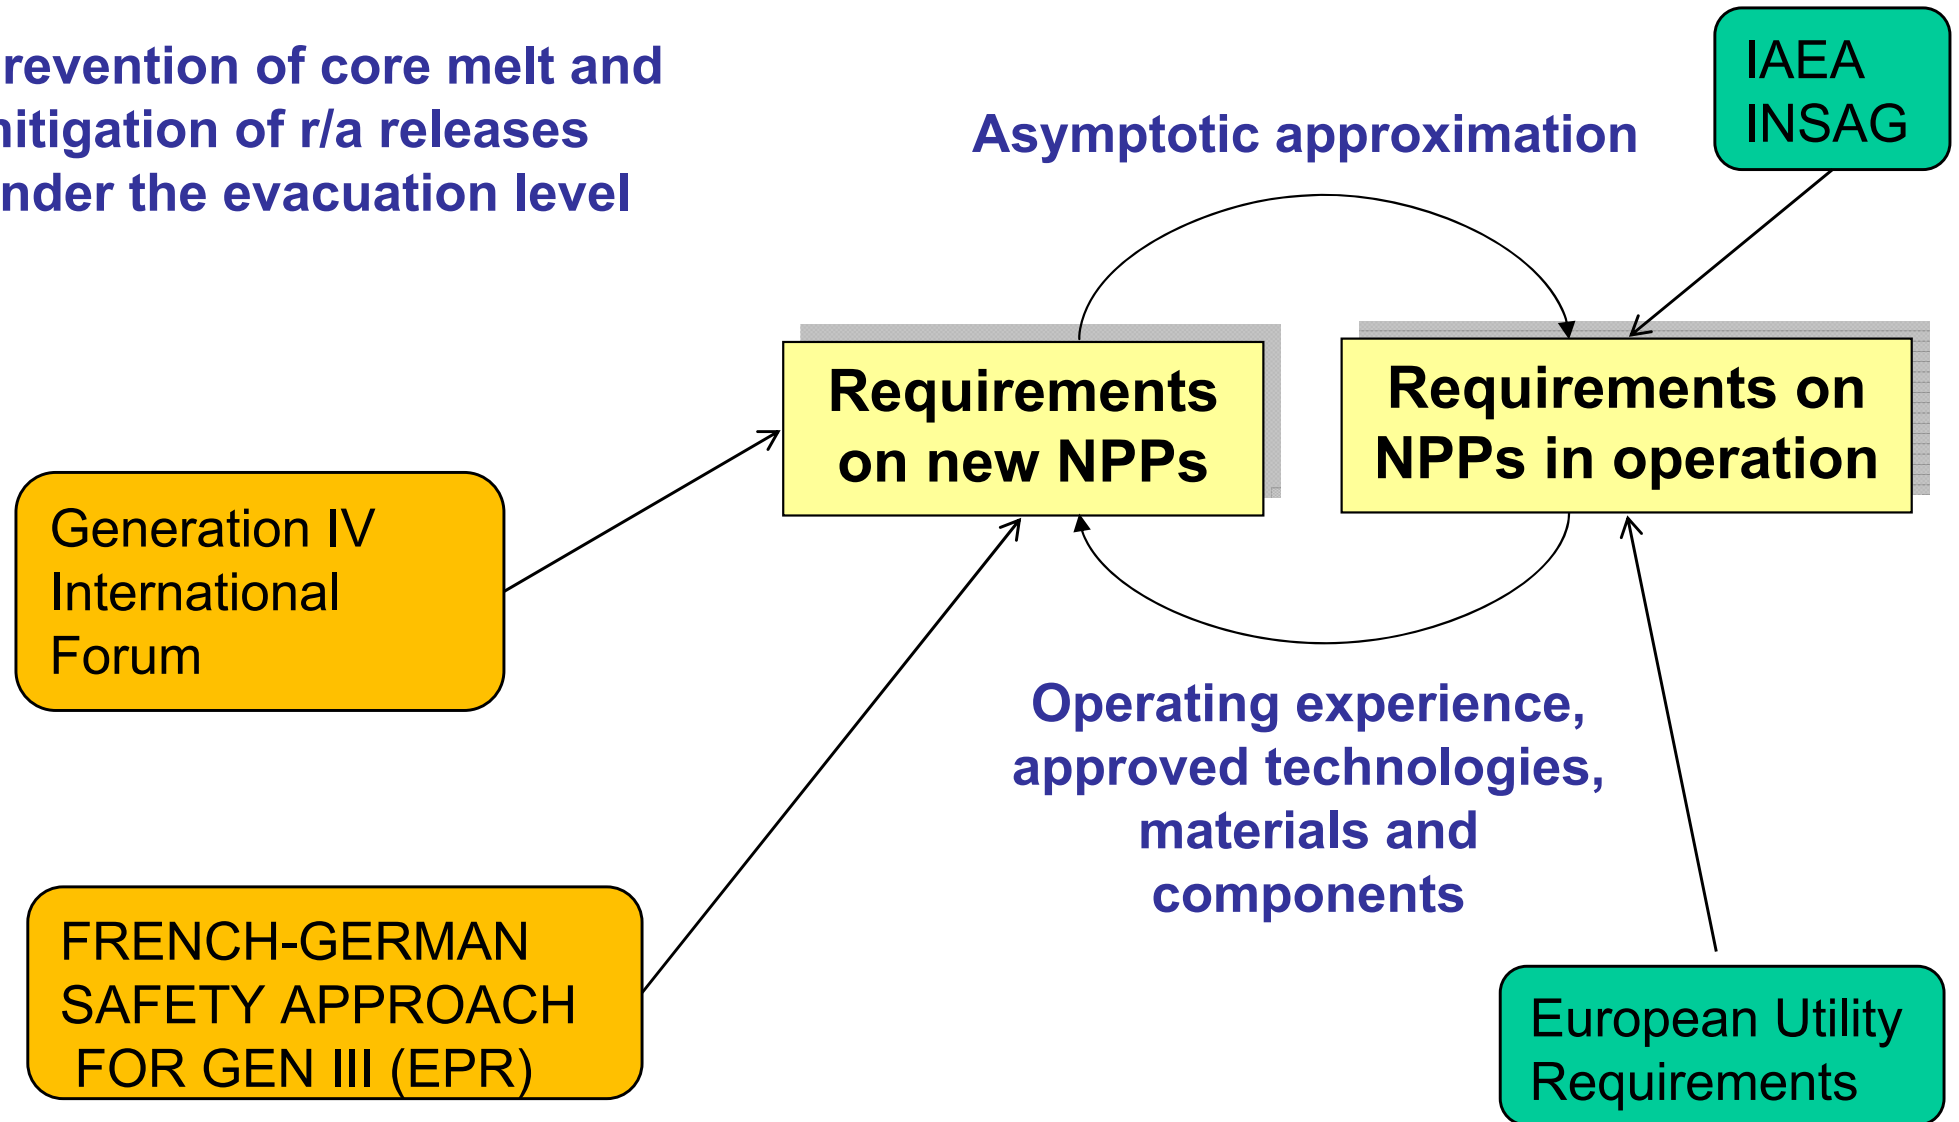 revention of core melt and
itigation of r/a releases
nder the evacuation level
Asymptotic approximation
IAEA
INSAG
Requirements
on new NPPs
Requirements on
NPPs in operation
Generation IV
International
Forum
Operating experience,
approved technologies,
materials and
components
FRENCH-GERMAN
SAFETY APPROACH
FOR GEN III (EPR)
European Utility
Requirements